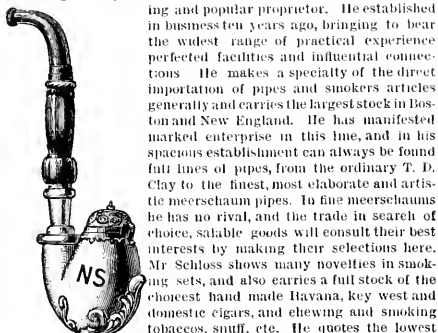 ing and popular proprietor. He established
in business ten years ago, bringing to bear
the widest range of practical experience
perfected facilities and influential connec-
tions He makes a specialty of the direct
importation of pipes and smokers articles
generally and carries the largest stock in Bos-
ton and New England. He has manifested
marked enterprise in this line, and in his
spacious establishment can always be found
full lines of pipes, from the ordinary T. D.
Clay to the finest, most elaborate and artis-
tic meerschaum pipes. In fine meerschaums
he has no rival, and the trade in search of
choice, salable goods will consult their best
interests by making their selections here.
Mr Schloss shows many novelties in smok-
ing sets, and also carries a full stock of the
choicest hand made Havana, key west and
domestic cigars, and chewing and smoking
tobaccos, snuff, etc. He quotes the lowes
NS